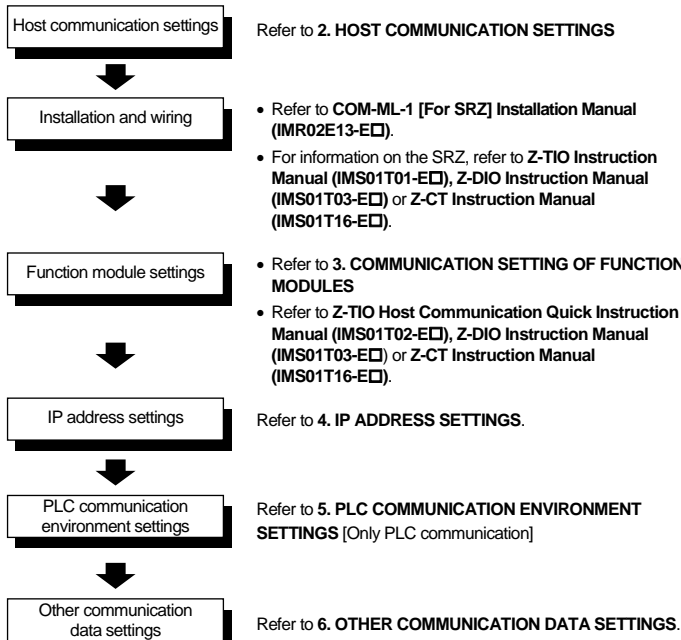 Host communication settings
Refer to 2. HOST COMMUNICATION SETTINGS
Installation and wiring
• Refer to COM-ML-1 [For SRZ] Installation Manual
(IMR02E13-E□).
• For information on the SRZ, refer to Z-TIO Instruction
Manual (IMS01T01-E□), Z-DIO Instruction Manual
(IMS01T03-E□) or Z-CT Instruction Manual
(IMS01T16-E□).
Function module settings
• Refer to 3. COMMUNICATION SETTING OF FUNCTION
MODULES
• Refer to Z-TIO Host Communication Quick Instruction
Manual (IMS01T02-E□), Z-DIO Instruction Manual
(IMS01T03-E□) or Z-CT Instruction Manual
(IMS01T16-E□).
IP address settings
Refer to 4. IP ADDRESS SETTINGS.
PLC communication
environment settings
Refer to 5. PLC COMMUNICATION ENVIRONMENT
SETTINGS [Only PLC communication]
Other communication
data settings
Refer to 6. OTHER COMMUNICATION DATA SETTINGS.